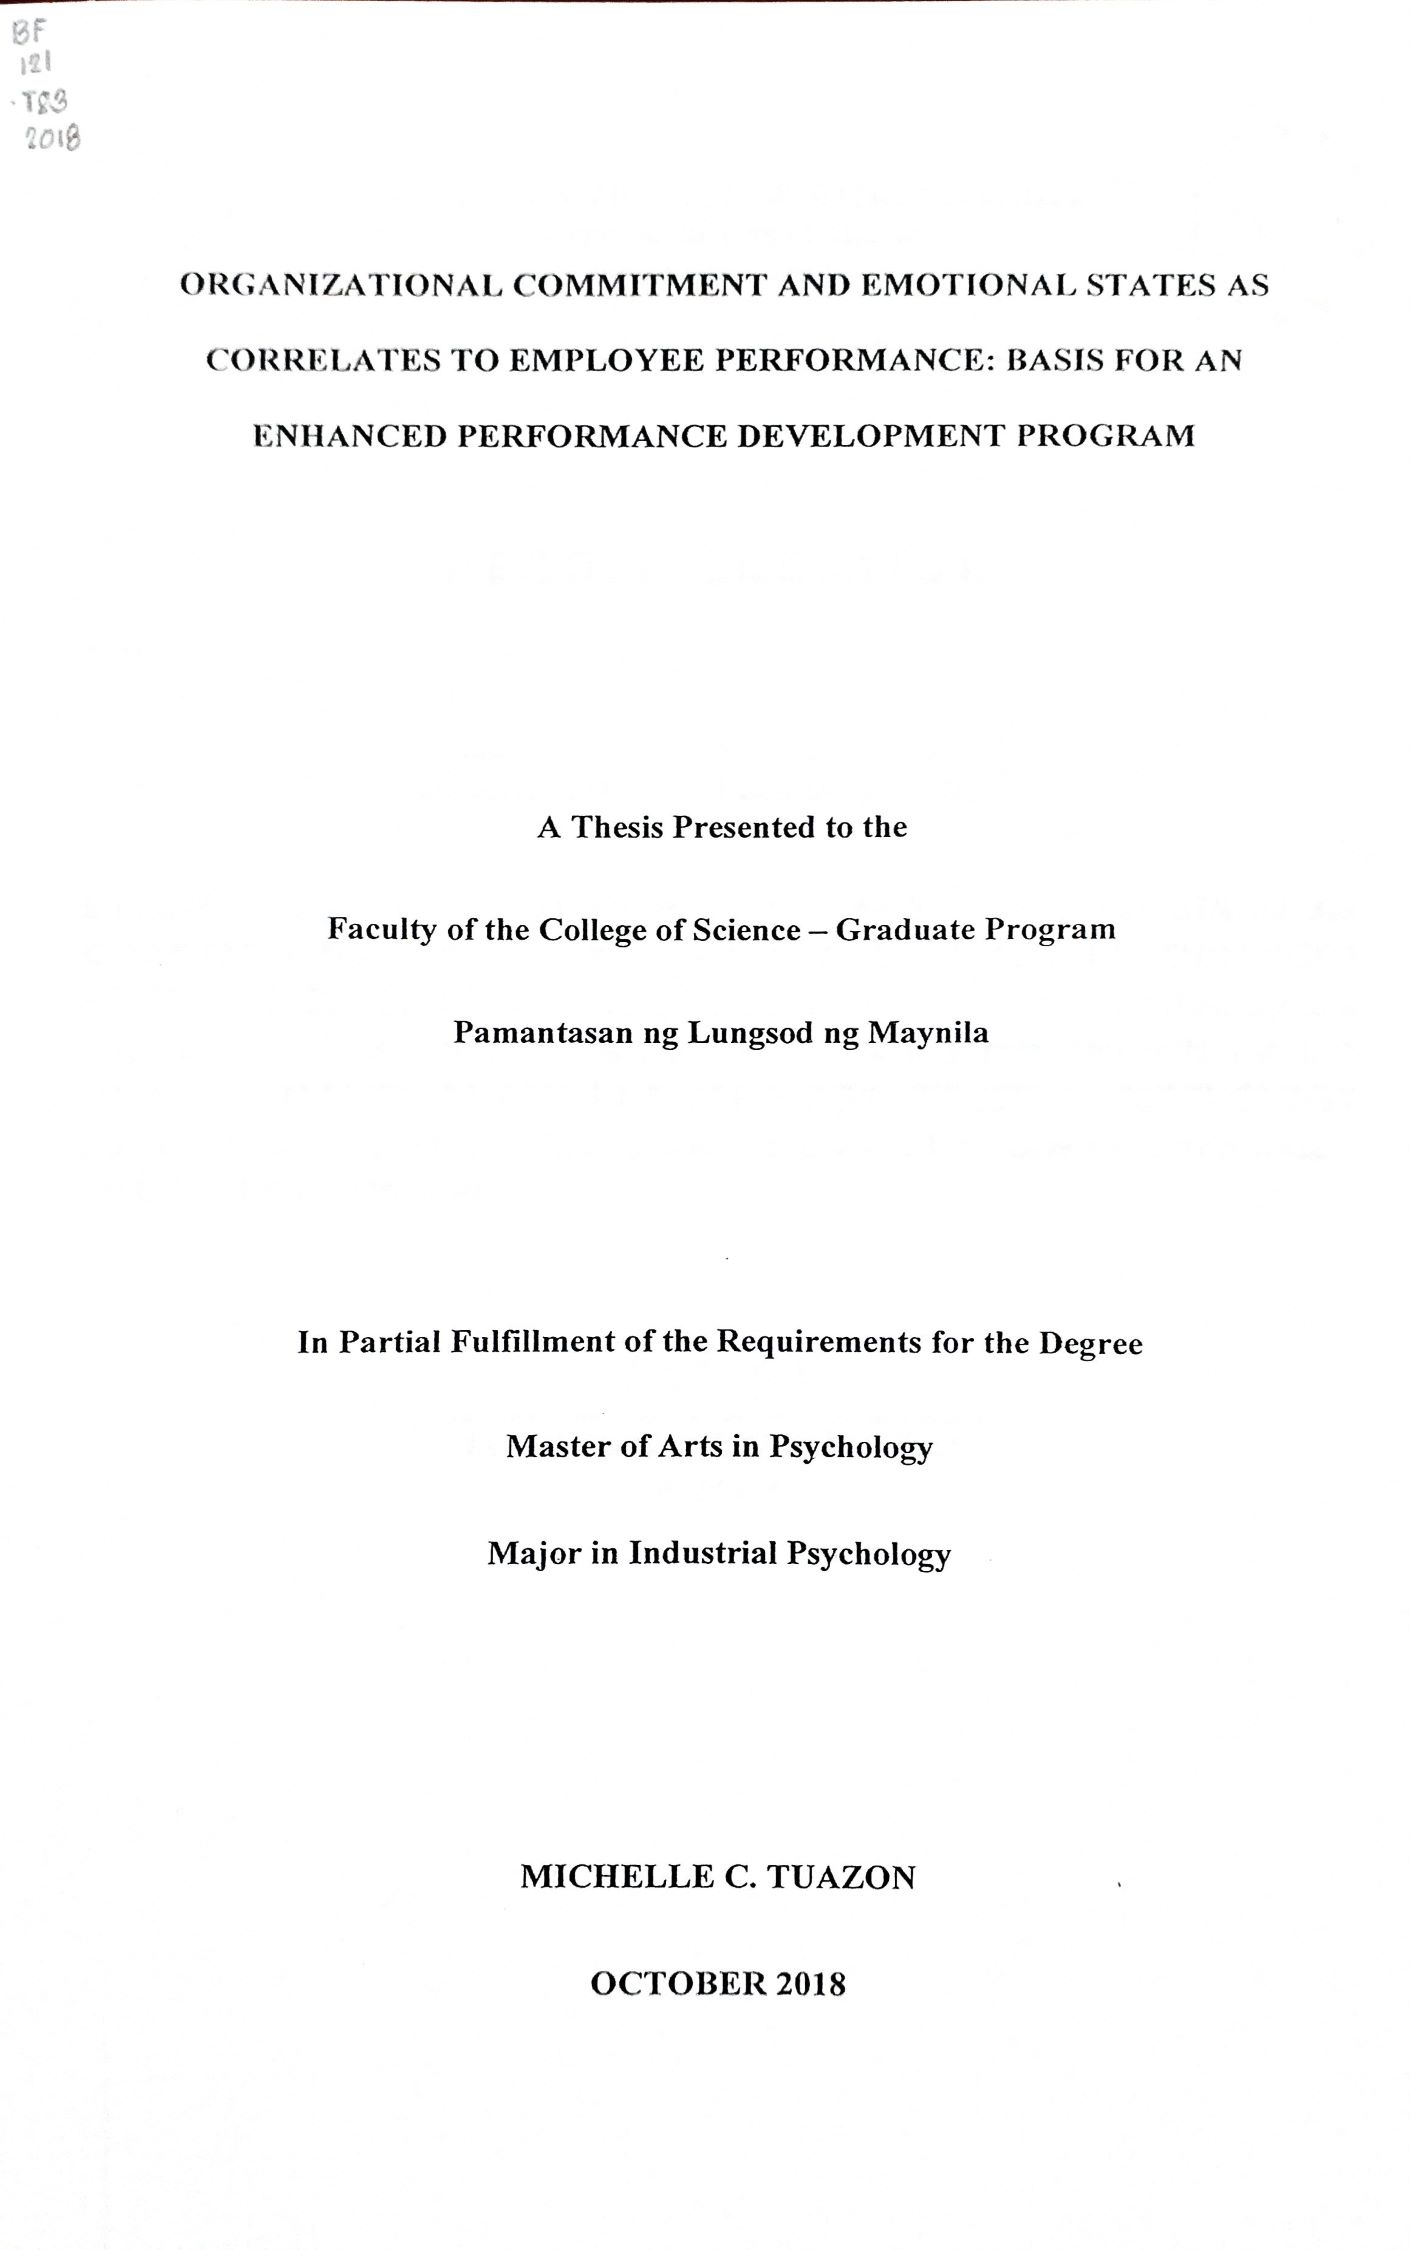 BF
121
.T83
2018
ORGANIZATIONAL COMMITMENT AND EMOTIONAL STATES AS
CORRELATES TO EMPLOYEE PERFORMANCE: BASIS FOR AN
ENHANCED PERFORMANCE DEVELOPMENT PROGRAM
A Thesis Presented to the
Faculty of the College of Science – Graduate Program
Pamantasan ng Lungsod ng Maynila
In Partial Fulfillment of the Requirements for the Degree
Master of Arts in Psychology
Major in Industrial Psychology
MICHELLE C. TUAZON
OCTOBER 2018